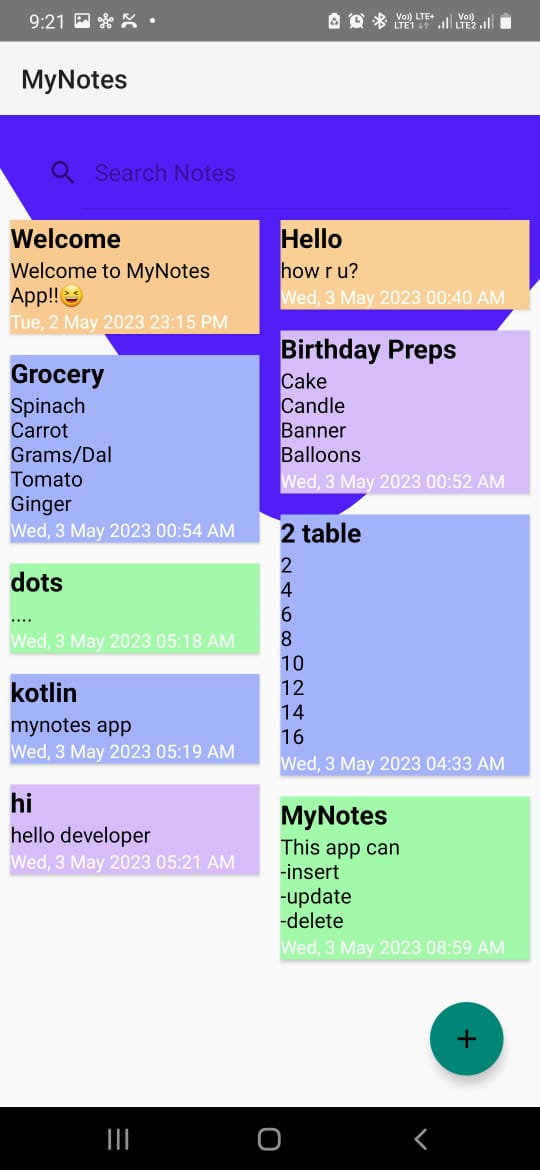 9:21
Vo) LTE+
LTE1
Vo)
LTE2
MyNotes
Search Notes
Welcome
Welcome to MyNotes
App!!😆
Tue, 2 May 2023 23:15 PM
Hello
how r u?
Wed, 3 May 2023 00:40 AM
Grocery
Spinach
Carrot
Grams/Dal
Tomato
Ginger
Wed, 3 May 2023 00:54 AM
Birthday Preps
Cake
Candle
Banner
Balloons
Wed, 3 May 2023 00:52 AM
dots
....
Wed, 3 May 2023 05:18 AM
2 table
2
4
6
8
10
12
14
16
Wed, 3 May 2023 04:33 AM
kotlin
mynotes app
Wed, 3 May 2023 05:19 AM
hi
hello developer
Wed, 3 May 2023 05:21 AM
MyNotes
This app can
-insert
-update
-delete
Wed, 3 May 2023 08:59 AM
+